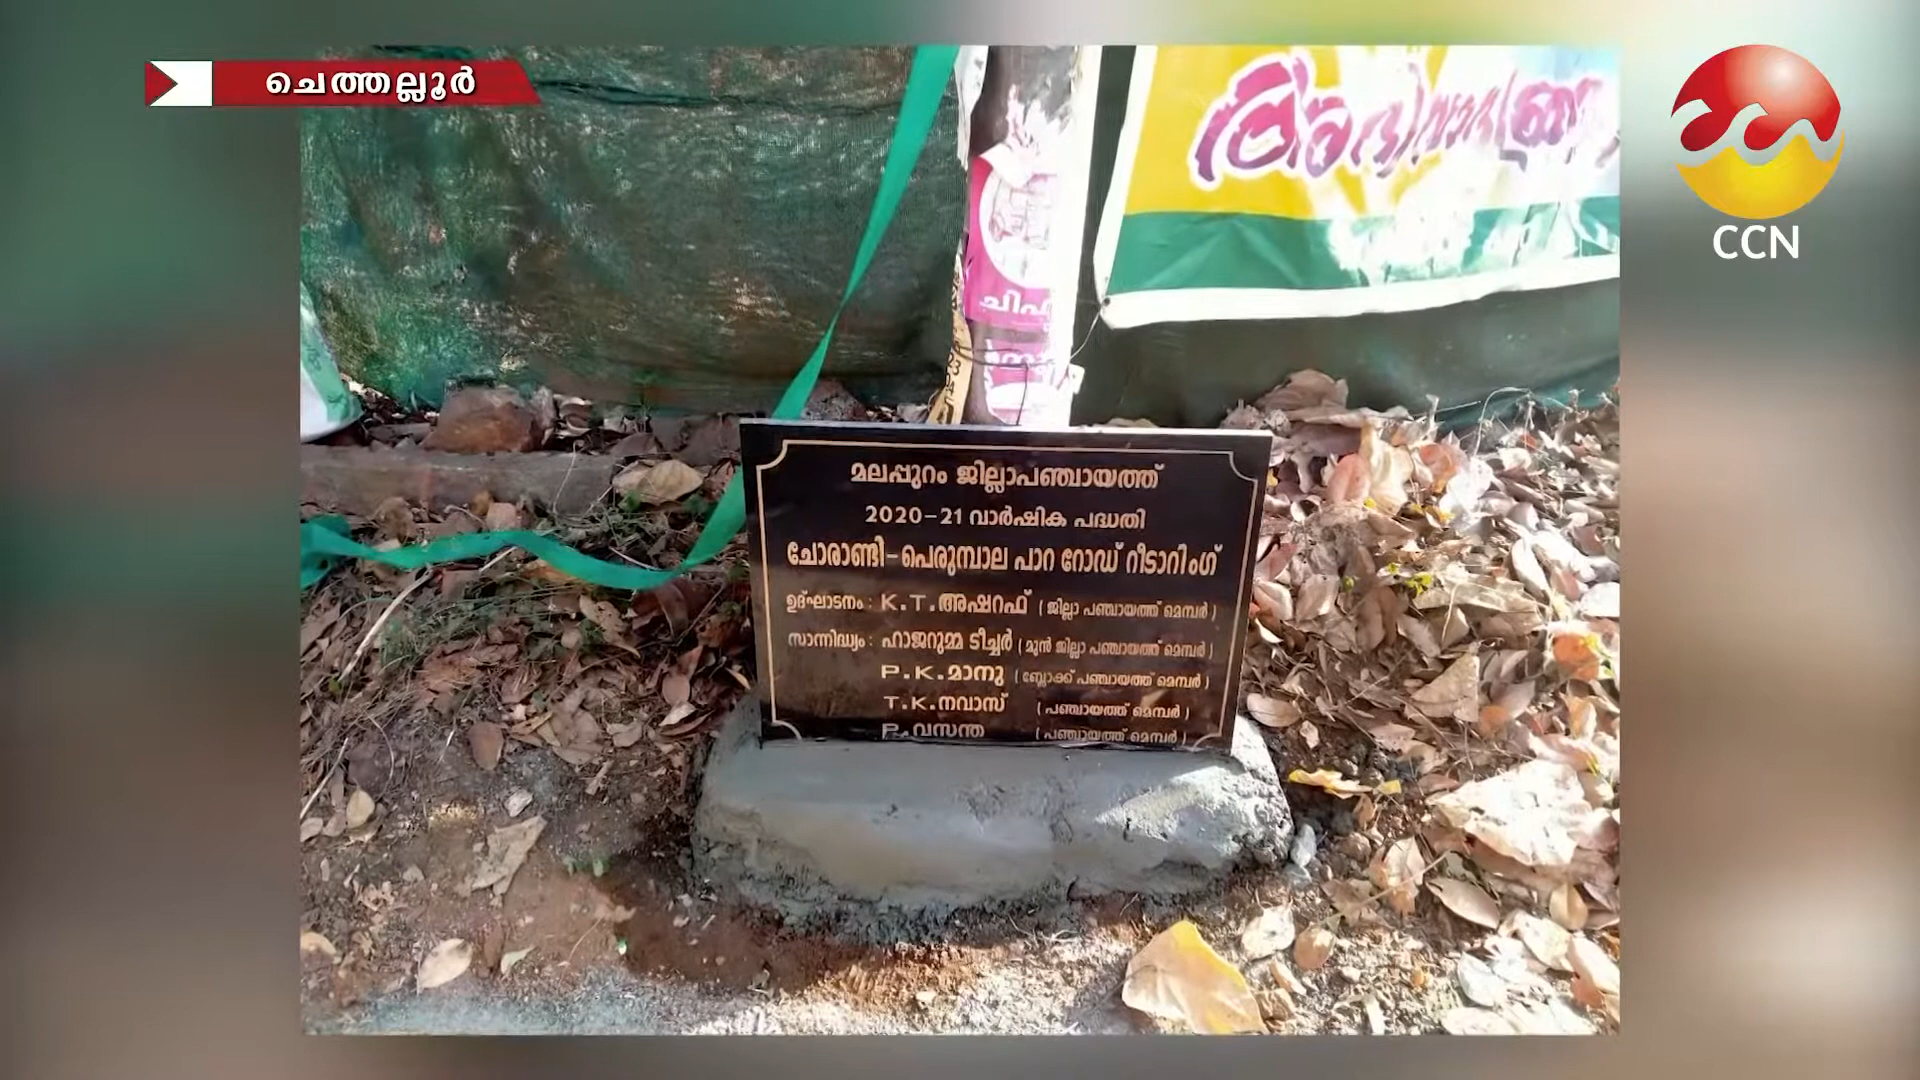 ചെത്തല്ലൂർ
CCN
മലപ്പുറം ജില്ലാപഞ്ചായത്ത്
2020-21 വാർഷിക പദ്ധതി
ചോരാണ്ടി-പെരുമ്പാല പാറ റോഡ് റീടാറിംഗ്
ഉദ്ഘാടനം: K.T.അഷറഫ് (ജില്ലാ പഞ്ചായത്ത് മെമ്പർ)
സാന്നിദ്ധ്യം: ഹാജറുമ്മ ടീച്ചർ (മുൻ ജില്ലാ പഞ്ചായത്ത് മെമ്പർ)
P.K.മാനു (ബ്ലോക്ക് പഞ്ചായത്ത് മെമ്പർ)
T.K.നവാസ് (പഞ്ചായത്ത് മെമ്പർ)
P.വസന്ത (പഞ്ചായത്ത് മെമ്പർ)